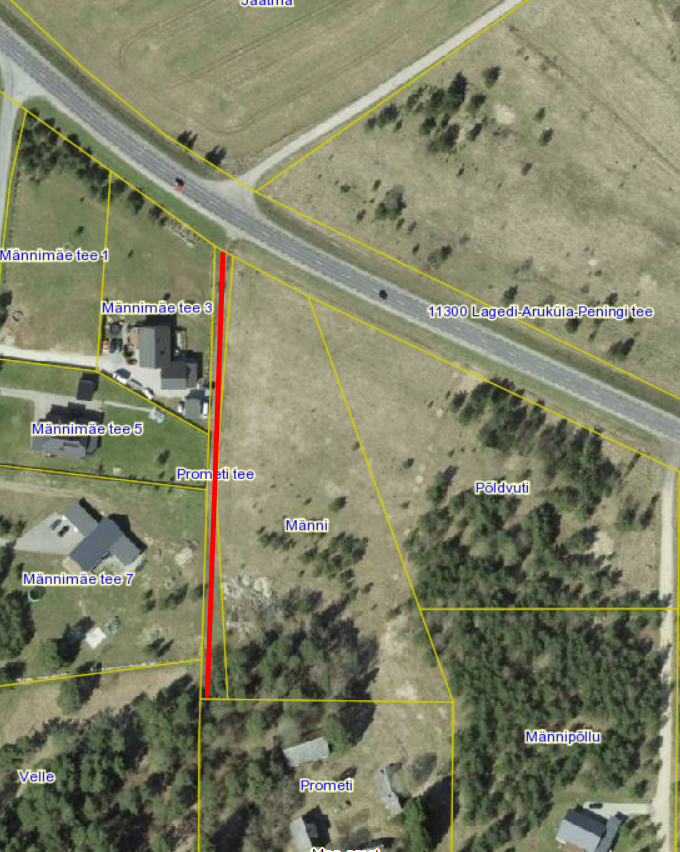 Jaatma
Männimäe tee 1
Männimäe tee 3
11300 Lagedi-Aruküla-Peningi tee
Männimäe tee 5
Prometi tee
Põldvuti
Männi
Männimäe tee 7
Männipõllu
Velle
Prometi